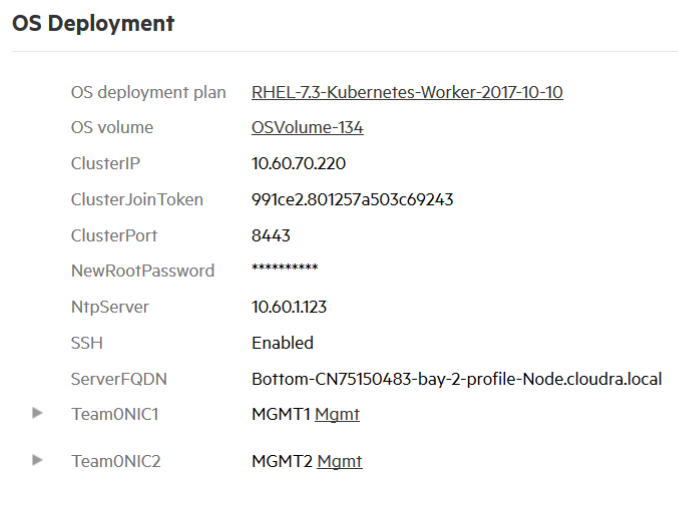 OS Deployment
OS deployment plan RHEL-7.3-Kubernetes-Worker-2017-10-10
OS volume OSVolume-134
ClusterIP 10.60.70.220
ClusterJoinToken 991ce2.801257a503c69243
ClusterPort 8443
NewRootPassword **********
NtpServer 10.60.1.123
SSH Enabled
ServerFQDN Bottom-CN75150483-bay-2-profile-Node.cloudra.local
Team0NIC1 MGMT1 Mgmt
Team0NIC2 MGMT2 Mgmt